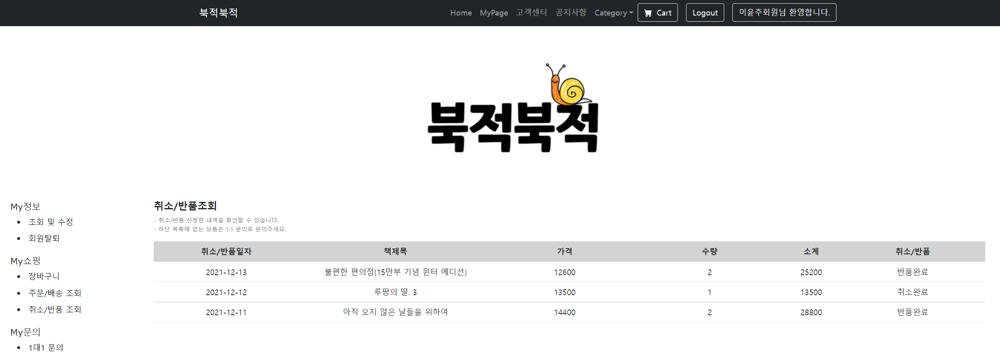 북적북적 Home MyPage 고객센터 공지사항 Category Cart Logout 이윤주회원님 환영합니다.
북적북적
My정보
조회 및 수정
회원탈퇴
My쇼핑
장바구니
주문/배송 조회
취소/반품 조회
My문의
1대1 문의
취소/반품조회
- 취소/반품 신청한 내역을 확인할 수 있습니다.
- 하단 목록에 없는 상품은 1:1 문의로 문의주세요.
취소/반품일자 책제목 가격 수량 소계 취소/반품
2021-12-13 불편한 편의점(15만부 기념 윈터 에디션) 12600 2 25200 반품완료
2021-12-12 루팡의 딸. 3 13500 1 13500 취소완료
2021-12-11 아직 오지 않은 날들을 위하여 14400 2 28800 반품완료